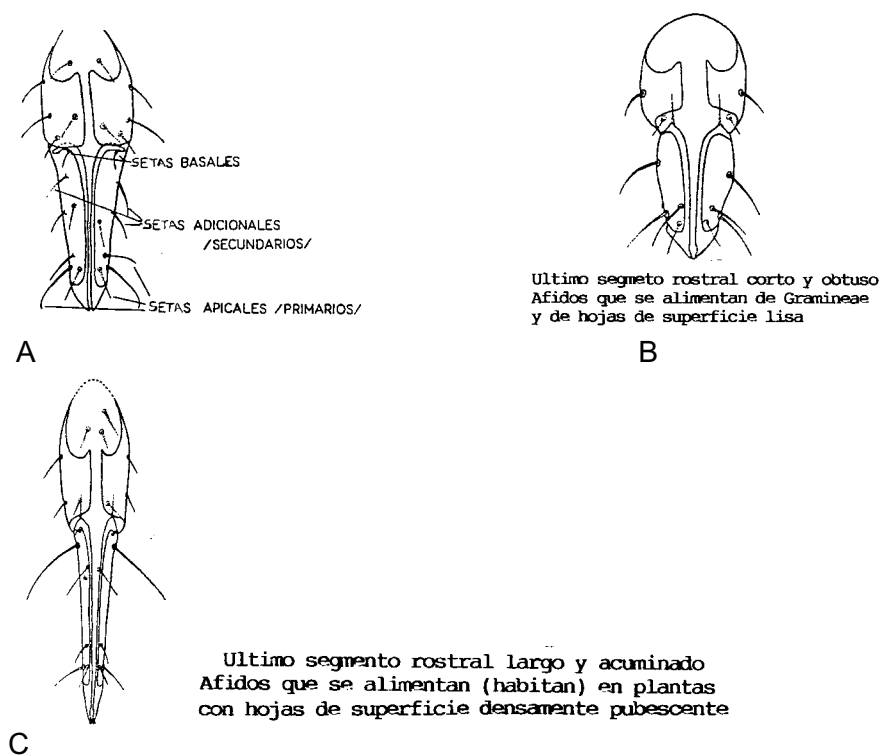 SETAS BASALES
SETAS ADICIONALES
/SECUNDARIOS/
SETAS APICALES /PRIMARIOS/
A
Ultimo segmeto rostral corto y obtuso
Afidos que se alimentan de Gramineae
y de hojas de superficie lisa
B
Ultimo segmento rostral largo y acuminado
Afidos que se alimentan (habitan) en plantas
con hojas de superficie densamente pubescente
C